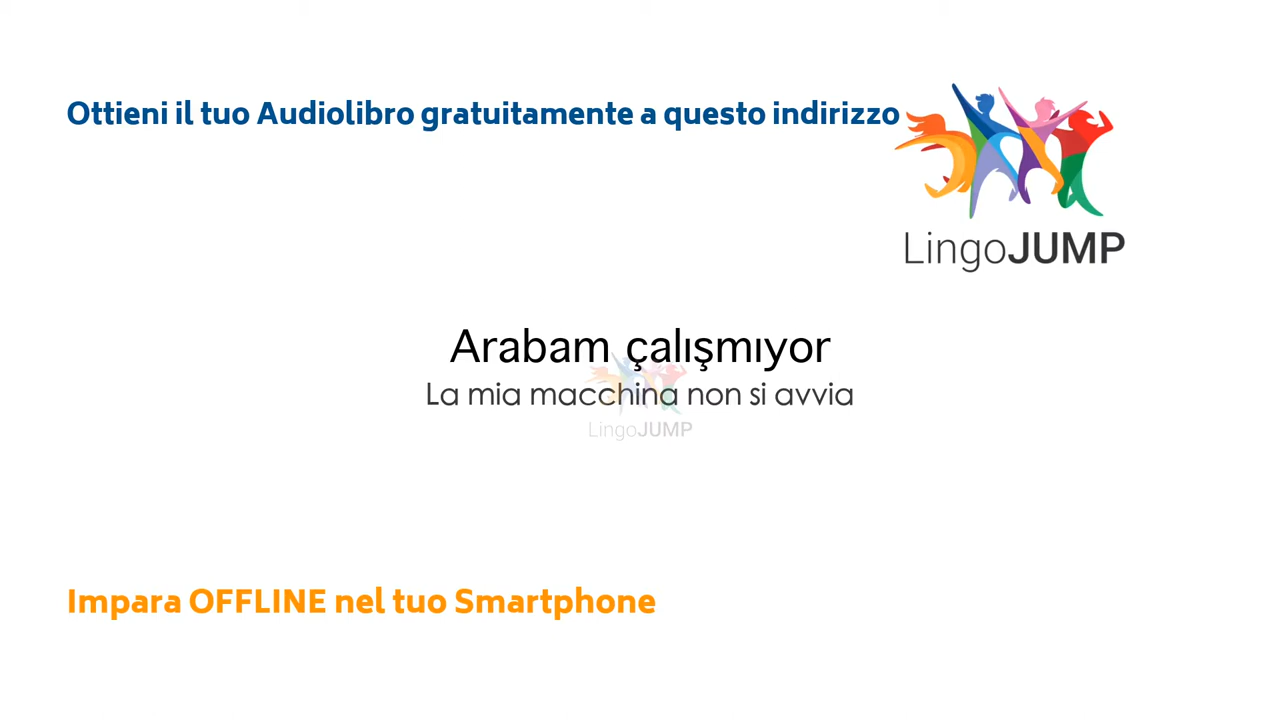 Ottieni il tuo Audiolibro gratuitamente a questo indirizzo
LingoJUMP
Arabam çalışmıyor
La mia macchina non si avvia
LingoJUMP
Impara OFFLINE nel tuo Smartphone